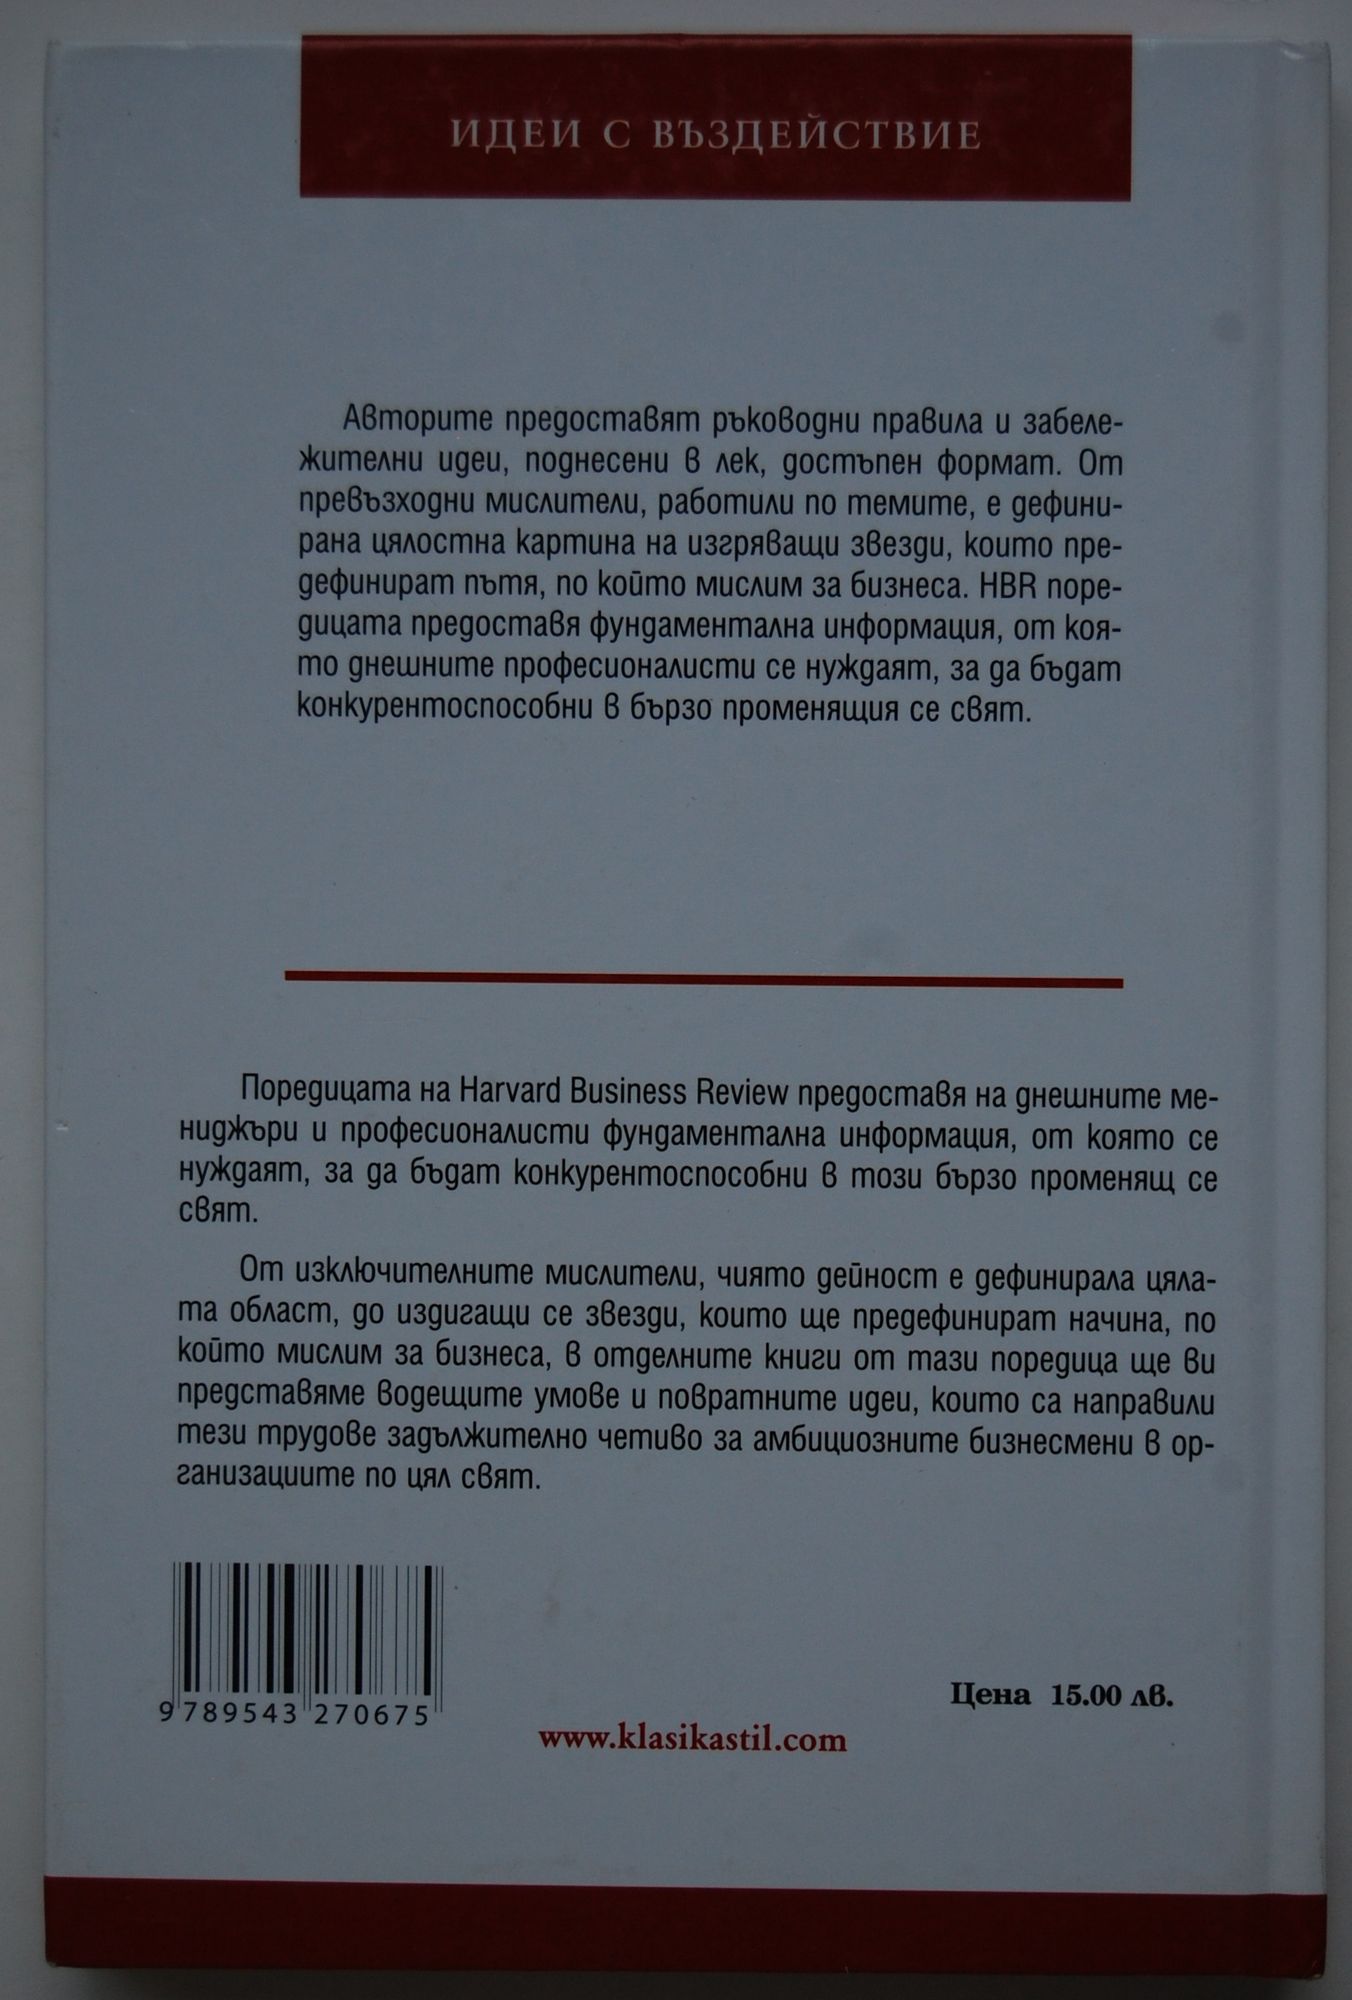 ИДЕИ С ВЪЗДЕЙСТВИЕ
Авторите предоставят ръководни правила и забеле-
жителни идеи, поднесени в лек, достъпен формат. От
превъзходни мислители, работили по темите, е дефини-
рана цялостна картина на изгряващи звезди, които пре-
дефинират пътя, по който мислим за бизнеса. HBR поре-
дицата предоставя фундаментална информация, от коя-
то днешните професионалисти се нуждаят, за да бъдат
конкурентоспособни в бързо променящия се свят.
Поредицата на Harvard Business Review предоставя на днешните ме-
ниджъри и професионалисти фундаментална информация, от която се
нуждаят, за да бъдат конкурентоспособни в този бързо променящ се
свят.
От изключителните мислители, чиято дейност е дефинирала цяла-
та област, до издигащи се звезди, които ще предефинират начина, по
който мислим за бизнеса, в отделните книги от тази поредица ще ви
представяме водещите умове и повратните идеи, които са направили
тези трудове задължително четиво за амбициозните бизнесмени в ор-
ганизациите по цял свят.
Цена 15.00 лв.
9 789543 270675
www.klasikastil.com